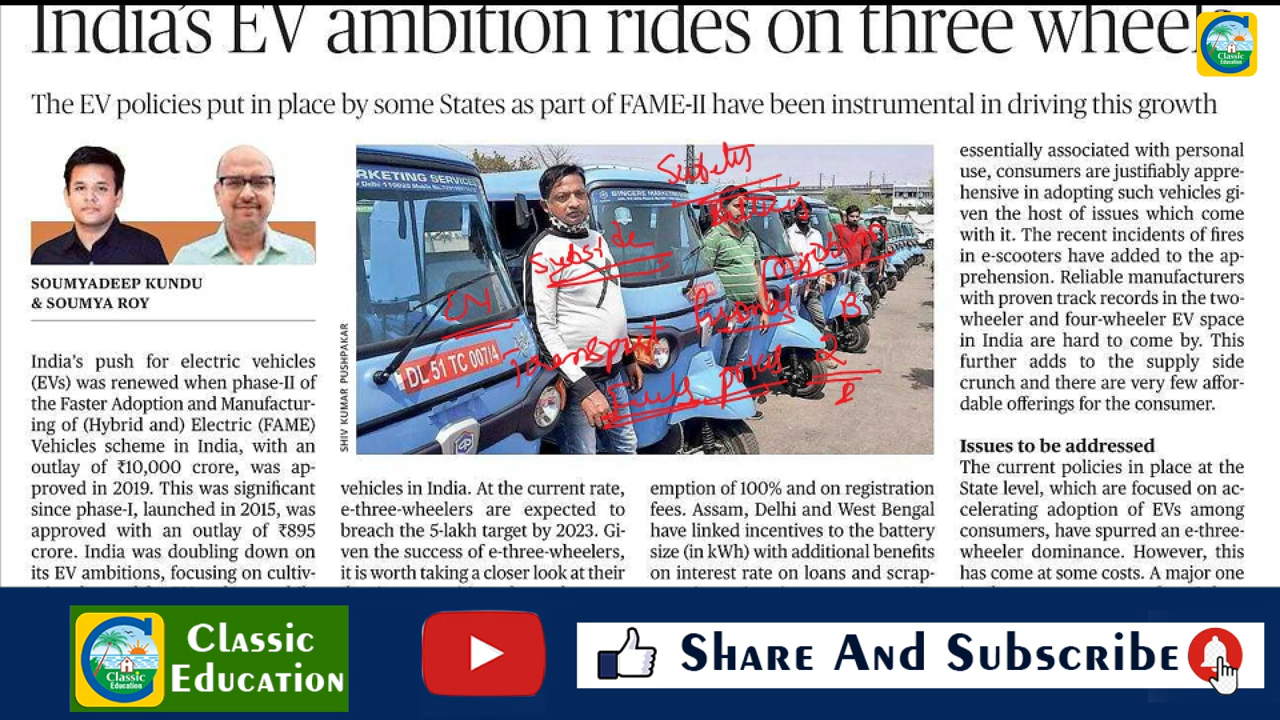 India's EV ambition rides on three wheels
Classic
Education
The EV policies put in place by some States as part of FAME-II have been instrumental in driving this growth
SOUMYADEEP KUNDU
& SOUMYA ROY
India's push for electric vehicles
(EVs) was renewed when phase-II of
the Faster Adoption and Manufactur-
ing of (Hybrid and) Electric (FAME)
Vehicles scheme in India, with an
outlay of ₹10,000 crore, was ap-
proved in 2019. This was significant
since phase-I, launched in 2015, was
approved with an outlay of ₹895
crore. India was doubling down on
its EV ambitions, focusing on cultiv-
SHIV KUMAR PUSHPAKAR
RKETING SERVICE
SINCERE MARKETING
DL 51 TC 007/4
EV
Transport
prices
2
B
vehicles in India. At the current rate,
e-three-wheelers are expected to
breach the 5-lakh target by 2023. Gi-
ven the success of e-three-wheelers,
it is worth taking a closer look at their
emption of 100% and on registration
fees. Assam, Delhi and West Bengal
have linked incentives to the battery
size (in kWh) with additional benefits
on interest rate on loans and scrap-
essentially associated with personal
use, consumers are justifiably appre-
hensive in adopting such vehicles gi-
ven the host of issues which come
with it. The recent incidents of fires
in e-scooters have added to the ap-
prehension. Reliable manufacturers
with proven track records in the two-
wheeler and four-wheeler EV space
in India are hard to come by. This
further adds to the supply side
crunch and there are very few affor-
dable offerings for the consumer.
Issues to be addressed
The current policies in place at the
State level, which are focused on ac-
celerating adoption of EVs among
consumers, have spurred an e-three-
wheeler dominance. However, this
has come at some costs. A major one
Classic
Education
Classic
Education
Share And Subscribe